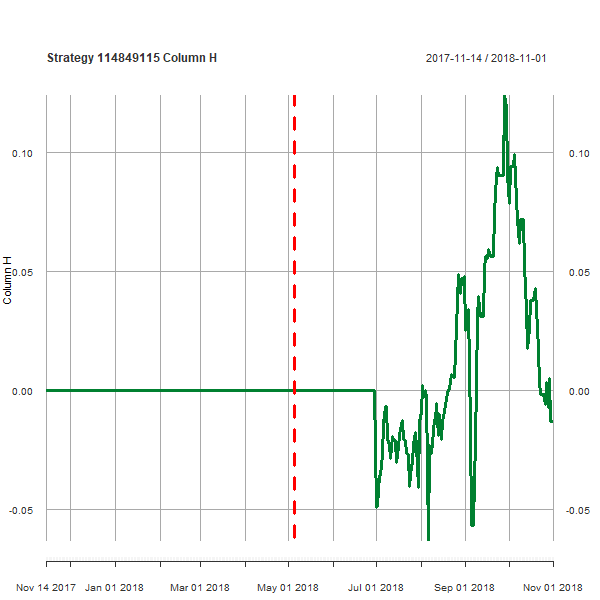 Strategy 114849115 Column H 2017-11-14 / 2018-11-01
0.10 0.10
0.05 0.05
Column H
0.00 0.00
-0.05 -0.05
Nov 14 2017 Jan 01 2018 Mar 01 2018 May 01 2018 Jul 01 2018 Sep 01 2018 Nov 01 2018